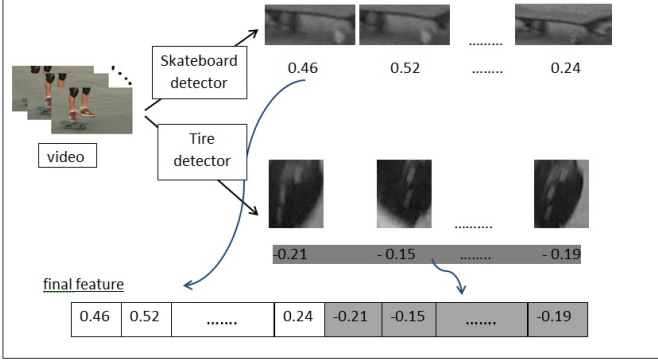 Skateboard
detector
0.46 0.52 ........ 0.24
video
Tire
detector
-0.21 - 0.15 ........ - 0.19
final feature
0.46 0.52 ....... 0.24 -0.21 -0.15 ....... -0.19